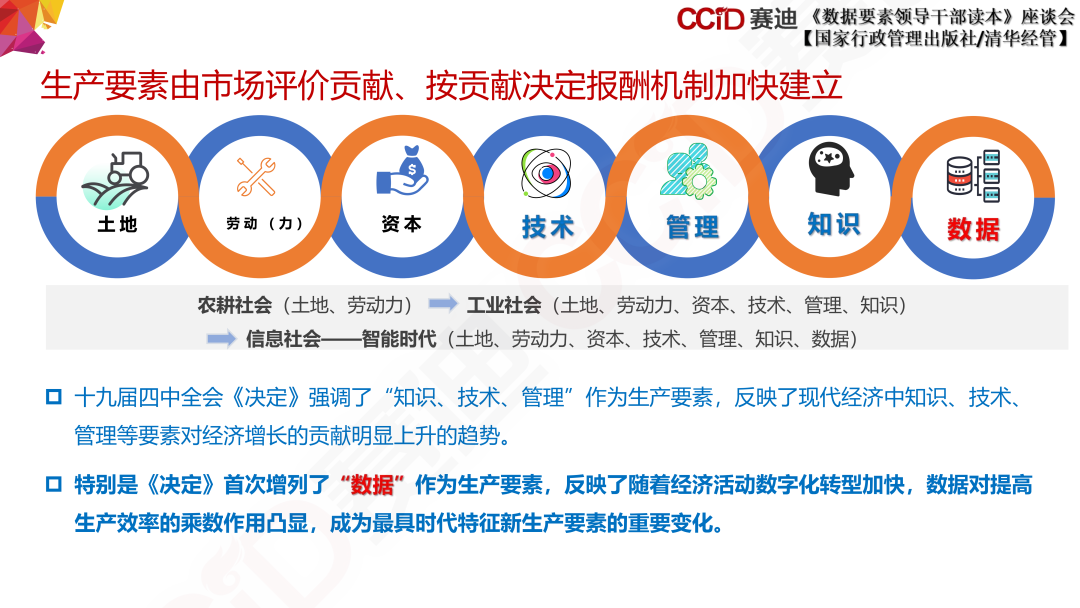 CCiD 赛迪 《数据要素领导干部读本》座谈会
【国家行政管理出版社/清华经管】
生产要素由市场评价贡献、按贡献决定报酬机制加快建立
土地
劳动（力）
资本
技术
管理
知识
数据
农耕社会（土地、劳动力） 工业社会（土地、劳动力、资本、技术、管理、知识）
信息社会——智能时代（土地、劳动力、资本、技术、管理、知识、数据）
十九届四中全会《决定》强调了“知识、技术、管理”作为生产要素，反映了现代经济中知识、技术、
管理等要素对经济增长的贡献明显上升的趋势。
特别是《决定》首次增列了“数据”作为生产要素，反映了随着经济活动数字化转型加快，数据对提高
生产效率的乘数作用凸显，成为最具时代特征新生产要素的重要变化。